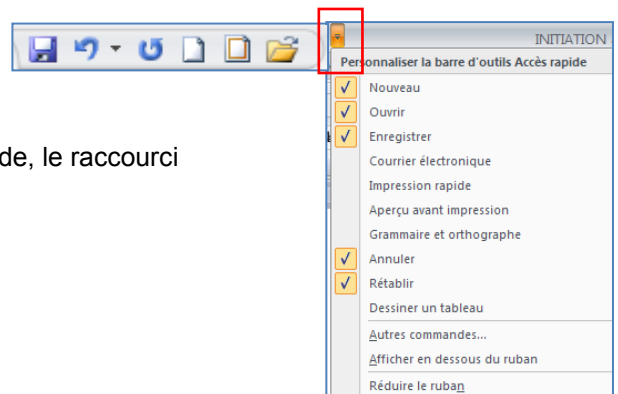 INITIATION
Personnaliser la barre d'outils Accès rapide
Nouveau
Ouvrir
Enregistrer
de, le raccourci
Courrier électronique
Impression rapide
Aperçu avant impression
Grammaire et orthographe
Annuler
Rétablir
Dessiner un tableau
Autres commandes...
Afficher en dessous du ruban
Réduire le ruban